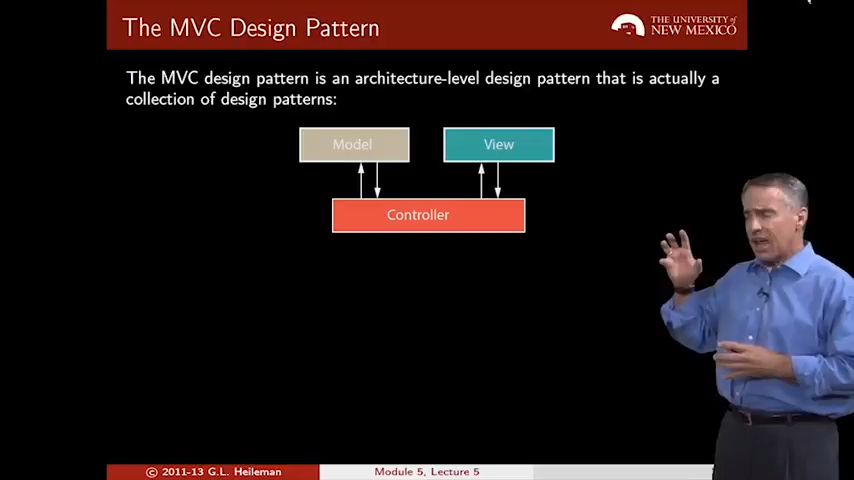 The MVC Design Pattern
THE UNIVERSITY of
NEW MEXICO
The MVC design pattern is an architecture-level design pattern that is actually a
collection of design patterns:
Model
View
Controller
© 2011-13 G.L. Heileman
Module 5, Lecture 5